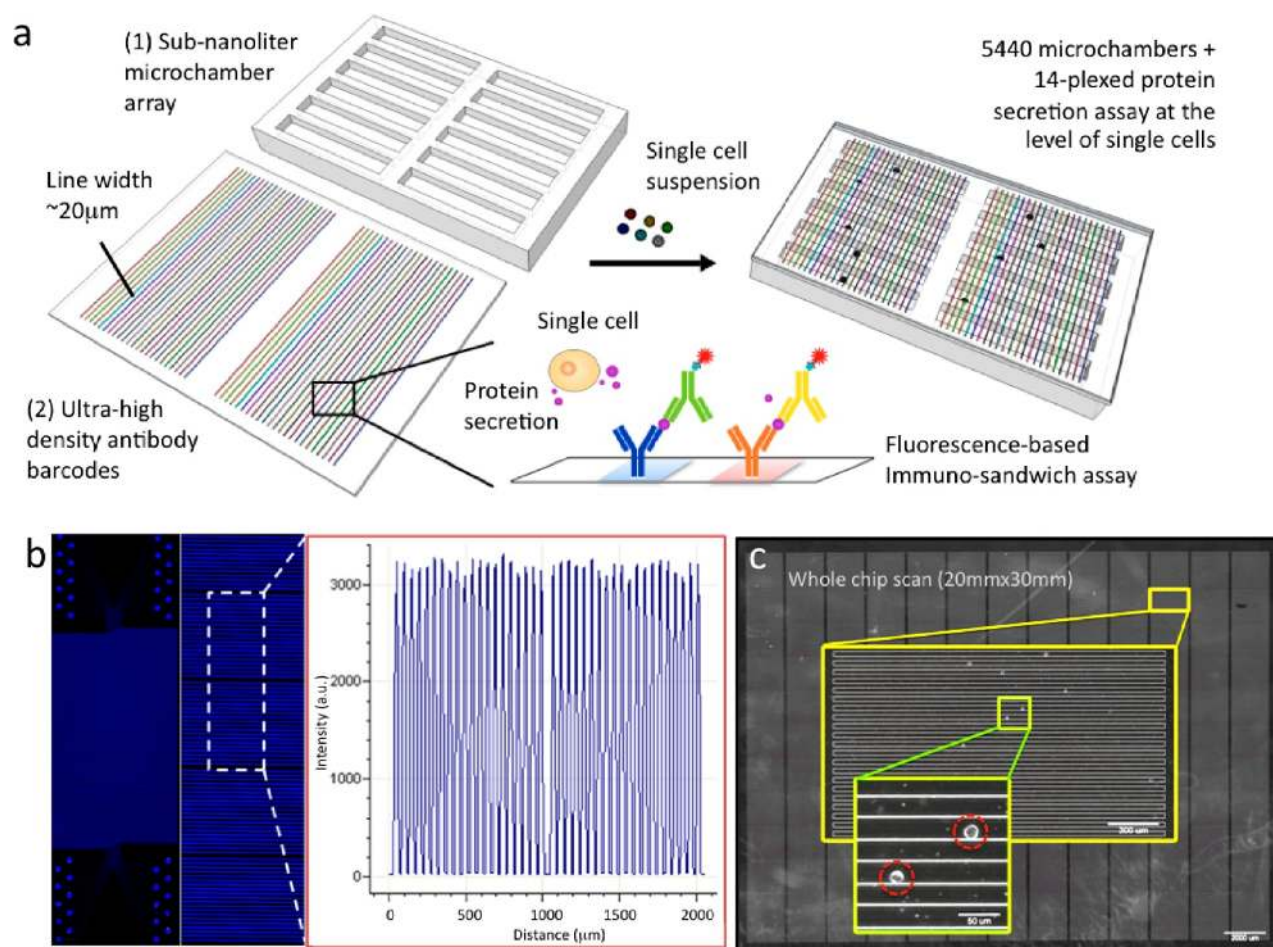 a
(1) Sub-nanoliter
microchamber
array
5440 microchambers +
14-plexed protein
secretion assay at the
level of single cells
Line width
~20μm
Single cell
suspension
Single cell
Protein
secretion
(2) Ultra-high
density antibody
barcodes
Fluorescence-based
Immuno-sandwich assay
b
3000
2000
1000
0
Intensity (a.u.)
0
500
1000
1500
2000
Distance (μm)
c
Whole chip scan (20mmx30mm)
300 um
50 um
2000 um